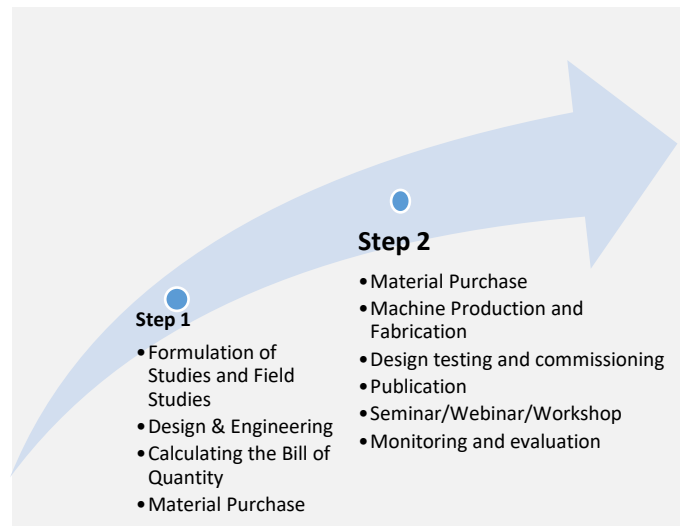 Step 1
•Formulation of
Studies and Field
Studies
•Design & Engineering
•Calculating the Bill of
Quantity
•Material Purchase
Step 2
•Material Purchase
•Machine Production and
Fabrication
•Design testing and commissioning
•Publication
•Seminar/Webinar/Workshop
•Monitoring and evaluation